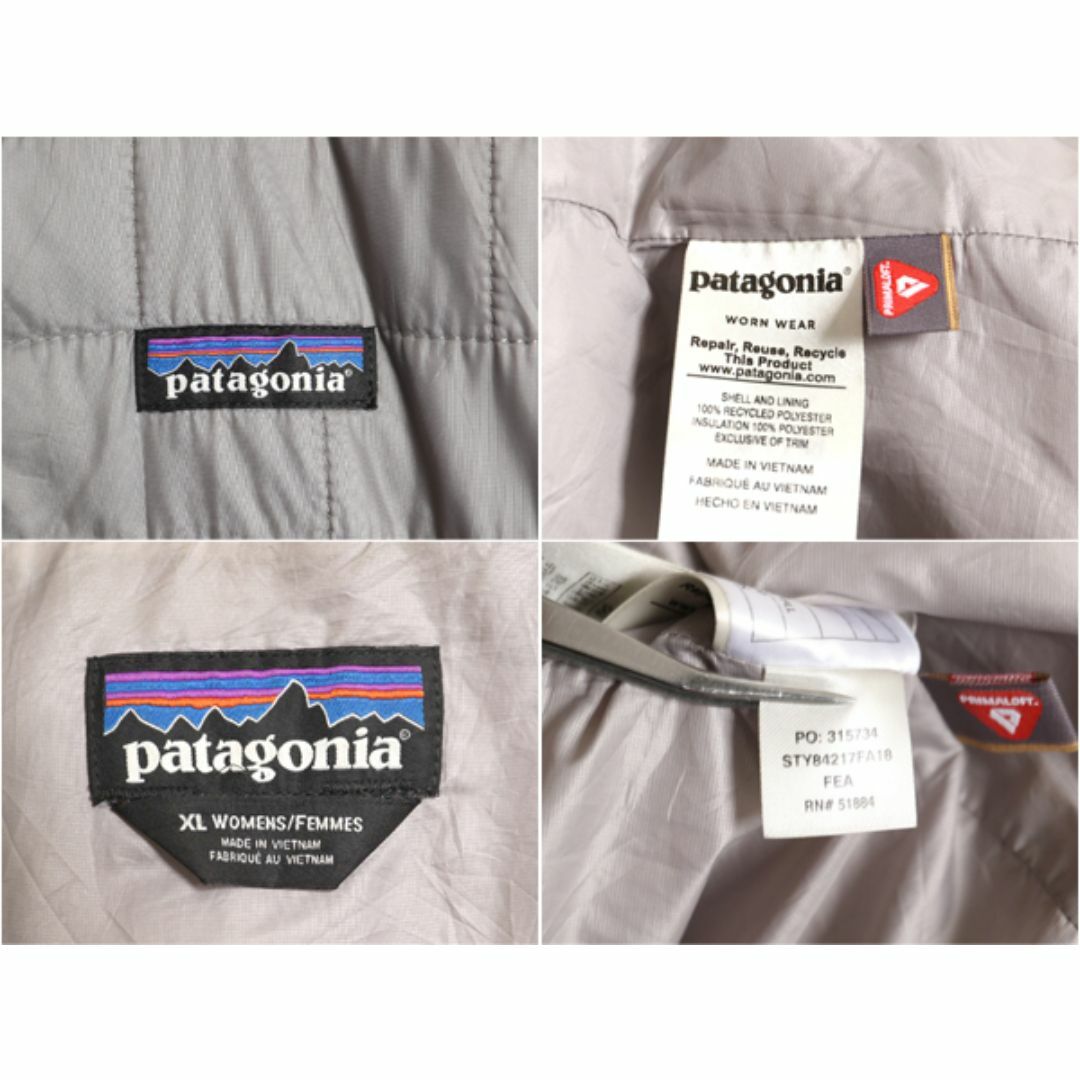 patagonia®
patagonia®
WORN WEAR
Repair, Reuse, Recycle
This Product
www.patagonia.com
SHELL AND LINING
100% RECYCLED POLYESTER
INSULATION 100% POLYESTER
EXCLUSIVE OF TRIM
MADE IN VIETNAM
FABRIQUÉ AU VIETNAM
HECHO EN VIETNAM
PRIMALOFT.
patagonia®
XL WOMENS/FEMMES
MADE IN VIETNAM
FABRIQUÉ AU VIETNAM
PO: 315734
STY84217FA18
FEA
RN# 51884
PRIMALOFT.